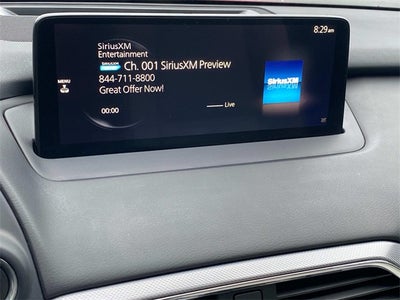 SiriusXM
8:29am
Entertainment
SiriusXM Ch. 001 SiriusXM Preview
MENU
844-711-8800
Great Offer Now!
00:00
Live
SiriusXM